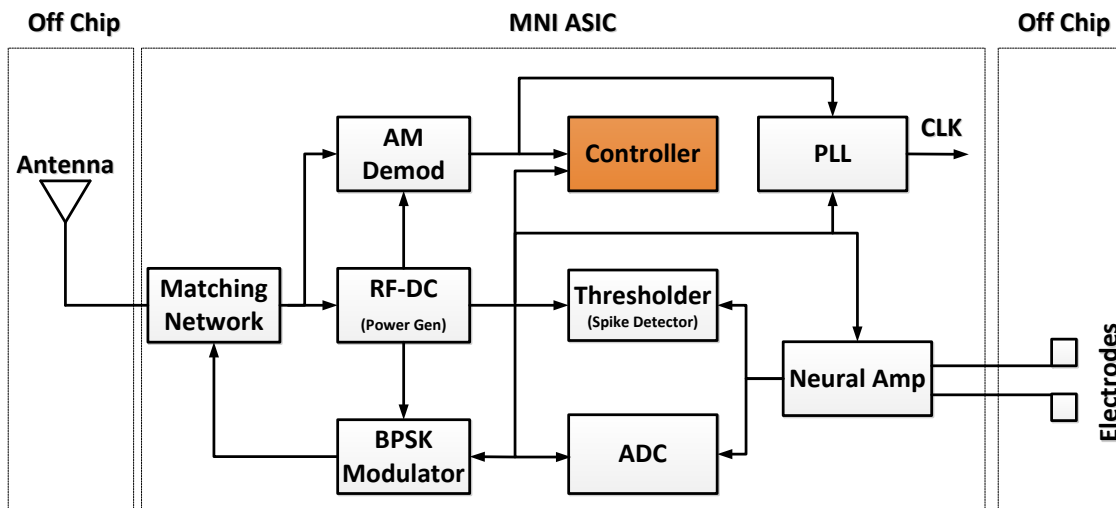 Off Chip
MNI ASIC
Off Chip
Antenna
AM
Demod
Controller
PLL
CLK
Matching
Network
RF-DC
(Power Gen)
Thresholder
(Spike Detector)
Neural Amp
Electrodes
BPSK
Modulator
ADC